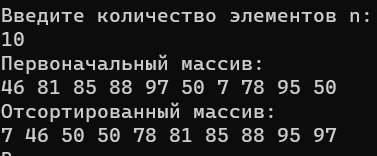 Введите количество элементов n:
10
Первоначальный массив:
46 81 85 88 97 50 7 78 95 50
Отсортированный массив:
7 46 50 50 78 81 85 88 95 97